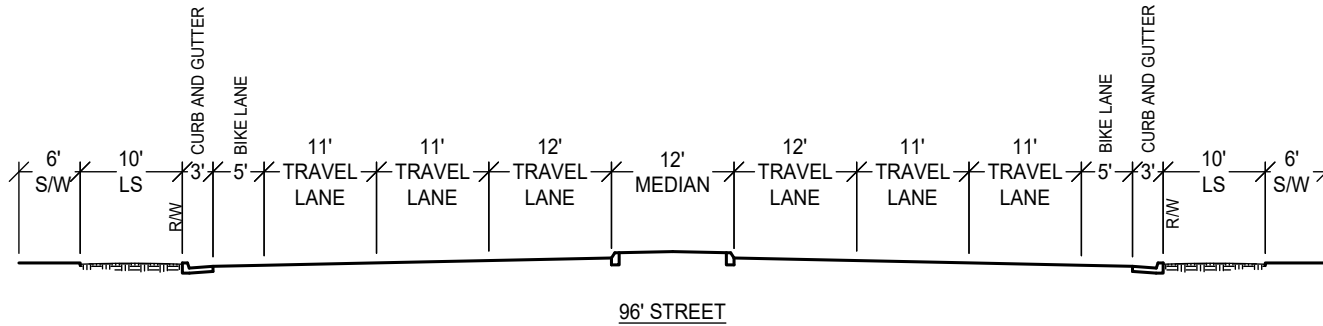 6'
S/W
10'
LS
R/W
CURB AND GUTTER
3'
BIKE LANE
5'
11'
TRAVEL
LANE
11'
TRAVEL
LANE
12'
TRAVEL
LANE
12'
MEDIAN
12'
TRAVEL
LANE
11'
TRAVEL
LANE
11'
TRAVEL
LANE
BIKE LANE
5'
CURB AND GUTTER
3'
R/W
10'
LS
6'
S/W
96' STREET